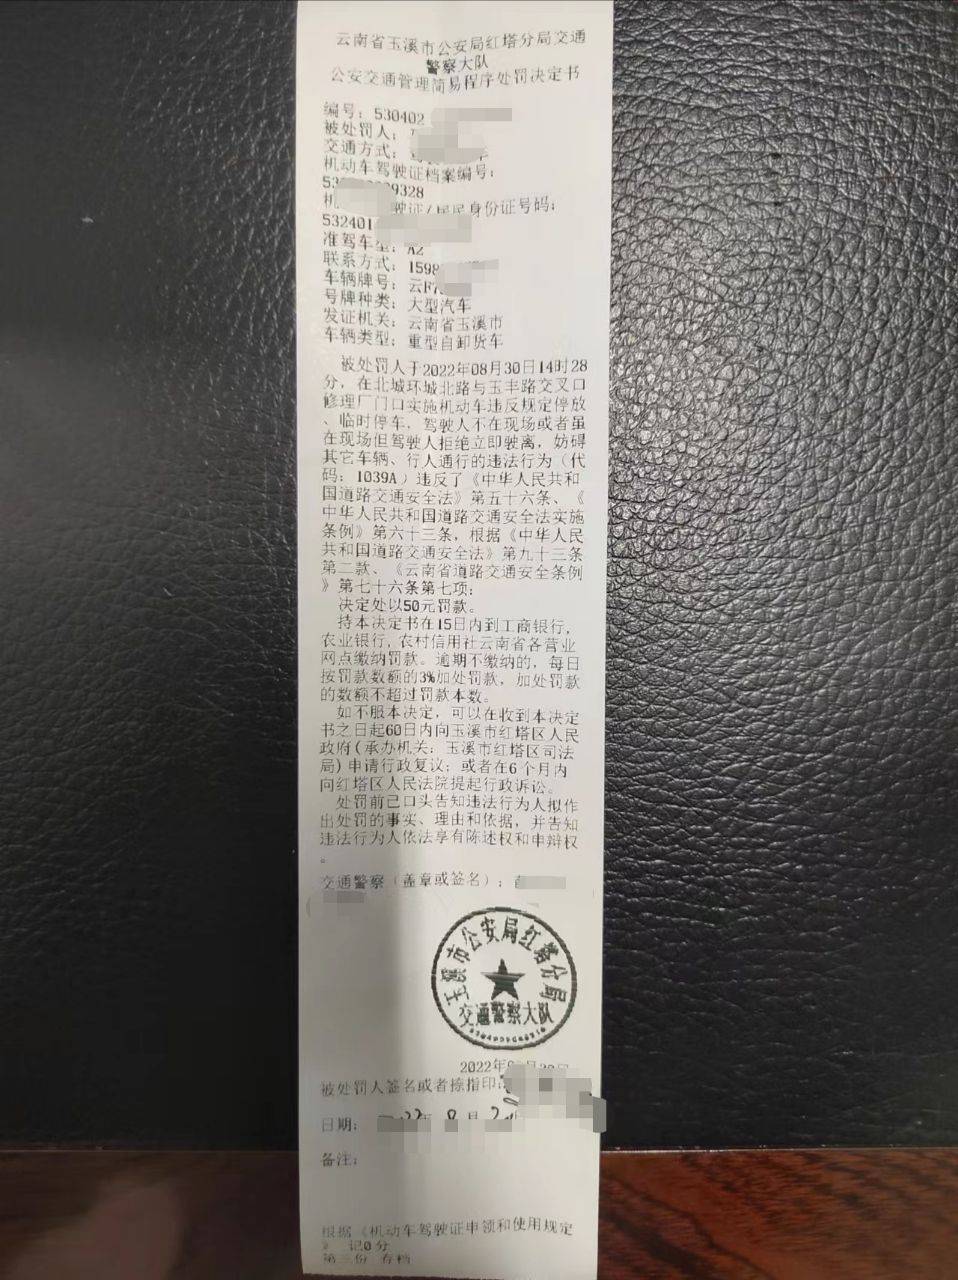 云南省玉溪市公安局红塔分局交通
警察大队
公安交通管理简易程序处罚决定书
编号：530402
被处罚人：
交通方式：
机动车驾驶证档案编号：
53 9328
机 驶证/居民身份证号码：
532401
准驾车型：A2
联系方式：1598
车辆牌号：云F7
号牌种类：大型汽车
发证机关：云南省玉溪市
车辆类型：重型自卸货车
被处罚人于2022年08月30日14时28
分，在北城环城北路与玉丰路交叉口
修理厂门口实施机动车违反规定停放
、临时停车，驾驶人不在现场或者虽
在现场但驾驶人拒绝立即驶离，妨碍
其它车辆、行人通行的违法行为（代
码：1039A）违反了《中华人民共和
国道路交通安全法》第五十六条、《
中华人民共和国道路交通安全法实施
条例》第六十三条，根据《中华人民
共和国道路交通安全法》第九十三条
第二款、《云南省道路交通安全条例
》第七十六条第七项；
决定处以50元罚款。
持本决定书在15日内到工商银行，
农业银行，农村信用社云南省各营业
网点缴纳罚款。逾期不缴纳的，每日
按罚款数额的3%加处罚款，加处罚款
的数额不超过罚款本数。
如不服本决定，可以在收到本决定
书之日起60日内向玉溪市红塔区人民
政府(承办机关：玉溪市红塔区司法
局)申请行政复议；或者在6个月内
向红塔区人民法院提起行政诉讼。
处罚前已口头告知违法行为人拟作
出处罚的事实、理由和依据，并告知
违法行为人依法享有陈述权和申辩权
。
交通警察（盖章或签名）：
玉溪市公安局红塔分局
交通警察大队
2022年
被处罚人签名或者捺指印：
日期： 22年 8月
备注：
根据《机动车驾驶证申领和使用规定
》 记0分
第二份 存档